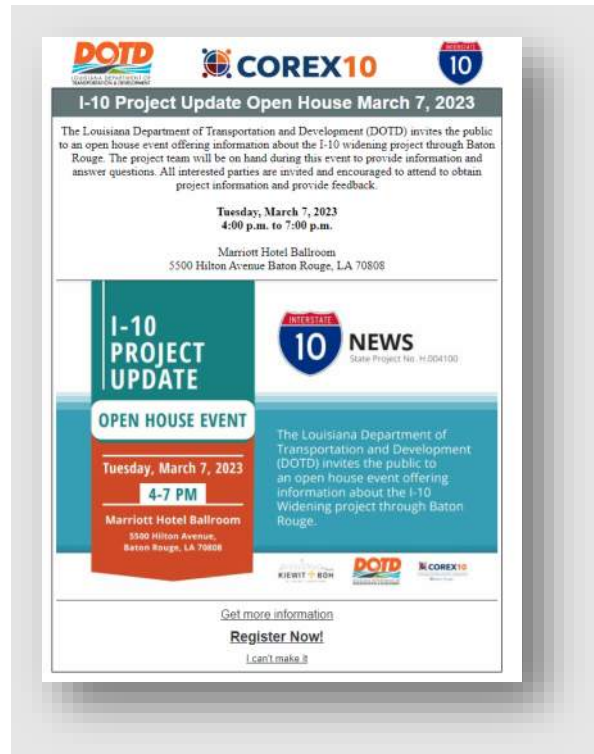 DOTD
LOUISIANA DEPARTMENT OF
TRANSPORTATION & DEVELOPMENT
COREX10
INTERSTATE
10
I-10 Project Update Open House March 7, 2023
The Louisiana Department of Transportation and Development (DOTD) invites the public
to an open house event offering information about the I-10 widening project through Baton
Rouge. The project team will be on hand during this event to provide information and
answer questions. All interested parties are invited and encouraged to attend to obtain
project information and provide feedback.
Tuesday, March 7, 2023
4:00 p.m. to 7:00 p.m.
Marriott Hotel Ballroom
5500 Hilton Avenue Baton Rouge, LA 70808
I-10
PROJECT
UPDATE
INTERSTATE
10
NEWS
State Project No. H.004100
OPEN HOUSE EVENT
Tuesday, March 7, 2023
4-7 PM
Marriott Hotel Ballroom
5500 Hilton Avenue,
Baton Rouge, LA 70808
The Louisiana Department of
Transportation and Development
(DOTD) invites the public to
an open house event offering
information about the I-10
Widening project through Baton
Rouge.
KIEWIT BOH
DOTD
COREX10
Get more information
Register Now!
I can't make it